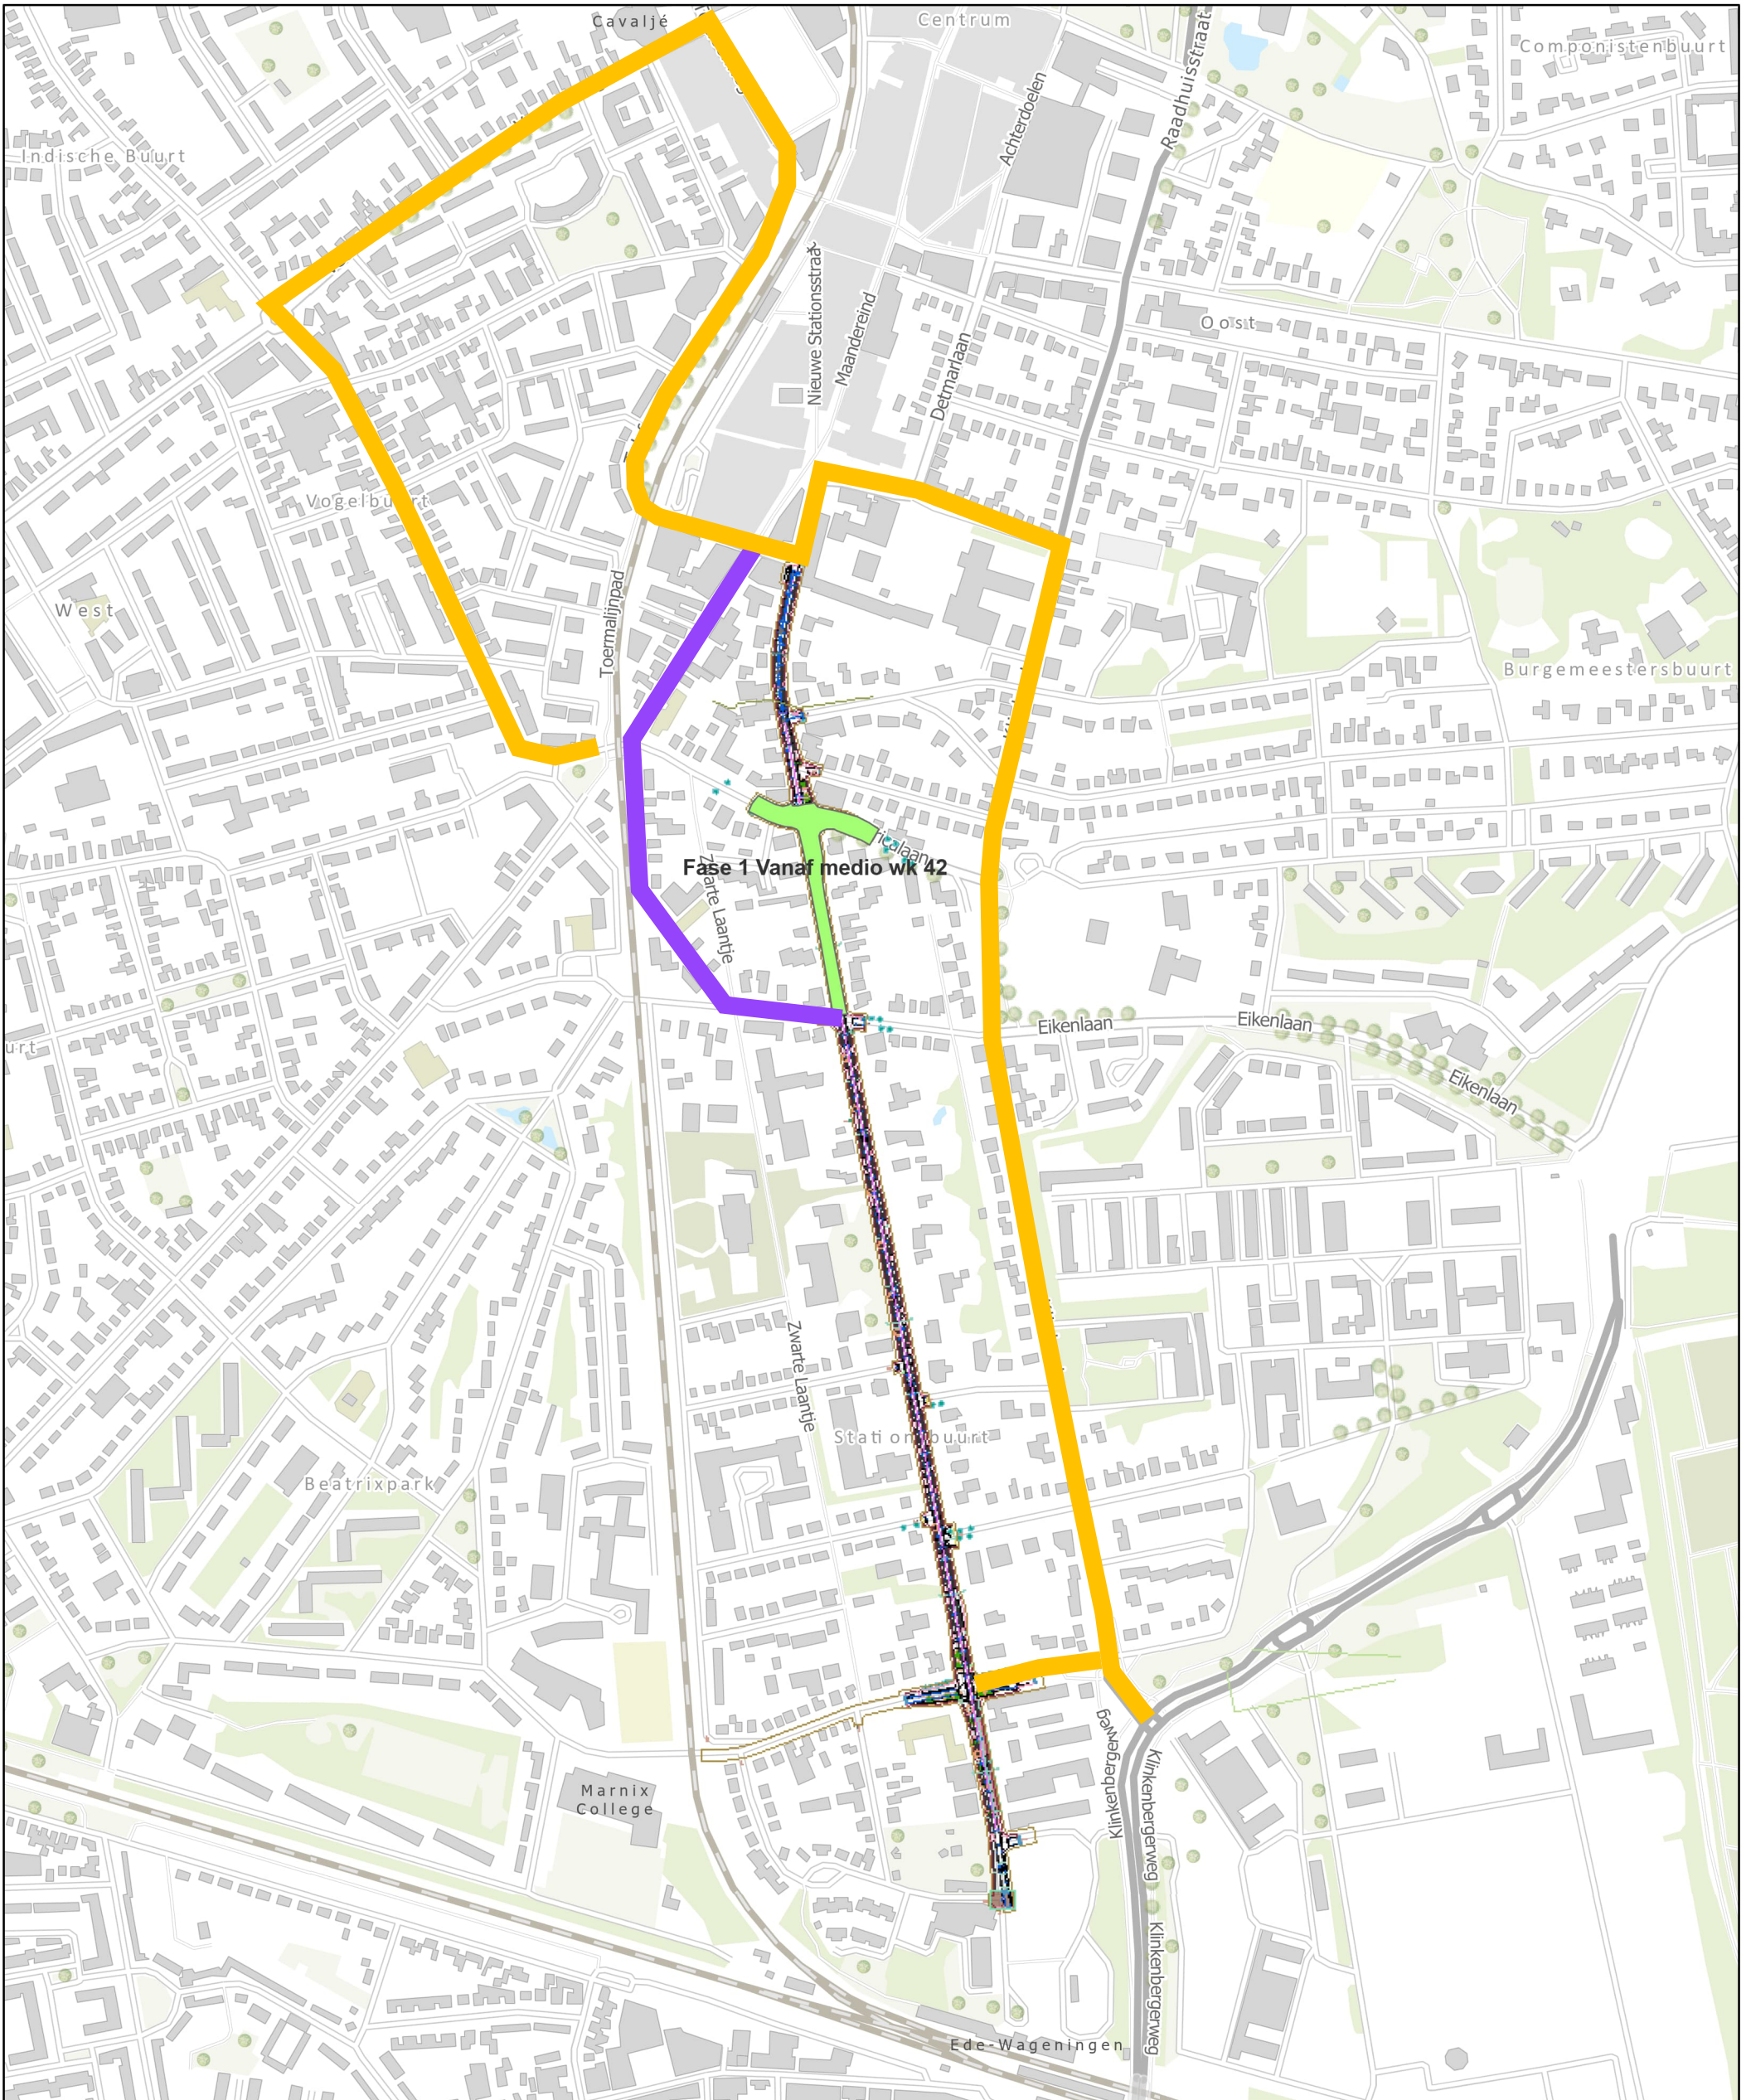 Cavaljé
Centrum
Componistenbuurt
Raadhuisstraat
Achterdoelen
Indische Buurt
Nieuwe Stationsstraat
Maandereind
Oost
Detmarlaan
Vogelbuurt
Toermalijnpad
West
Burgemeestersbuurt
riculaan
Fase 1 Vanaf medio wk 42
Zwarte Laantje
Eikenlaan
Eikenlaan
urt
Eikenlaan
Zwarte Laantje
Stationsbuurt
Beatrixpark
Klinkenbergerweg
Klinkenbergerweg
Marnix
College
Klinkenbergerweg
Ede-Wageningen